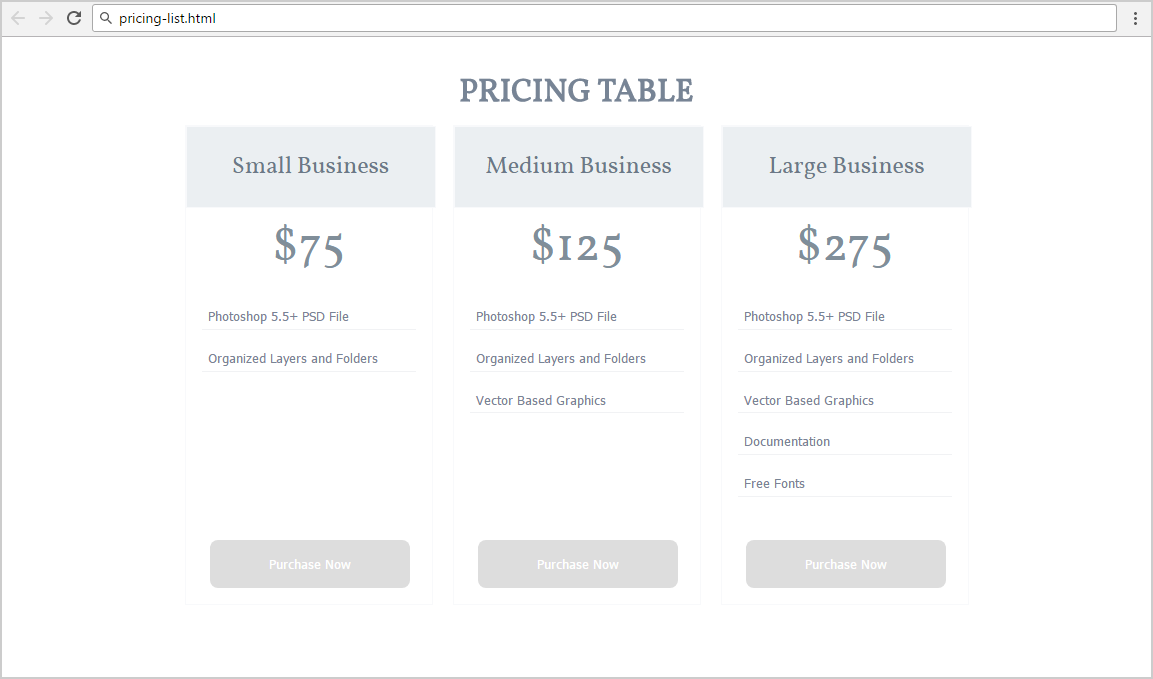 pricing-list.html
PRICING TABLE
Small Business
$75
Photoshop 5.5+ PSD File
Organized Layers and Folders
Purchase Now
Medium Business
$125
Photoshop 5.5+ PSD File
Organized Layers and Folders
Vector Based Graphics
Purchase Now
Large Business
$275
Photoshop 5.5+ PSD File
Organized Layers and Folders
Vector Based Graphics
Documentation
Free Fonts
Purchase Now